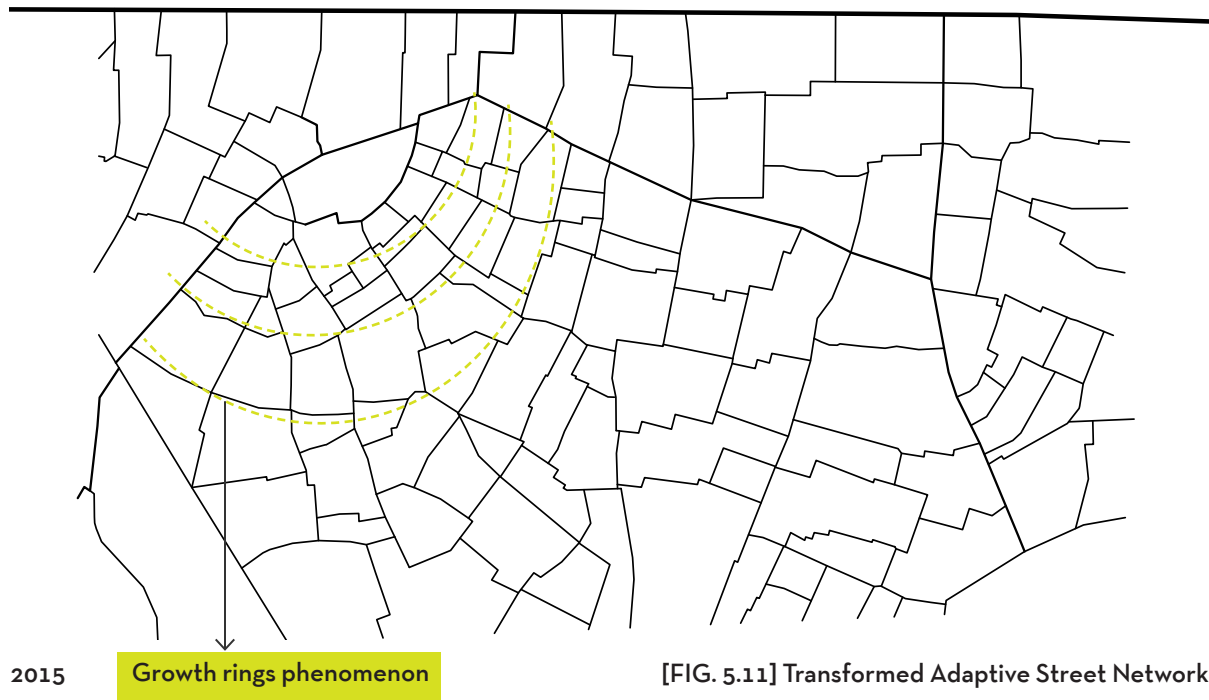 2015
Growth rings phenomenon
[FIG. 5.11] Transformed Adaptive Street Network